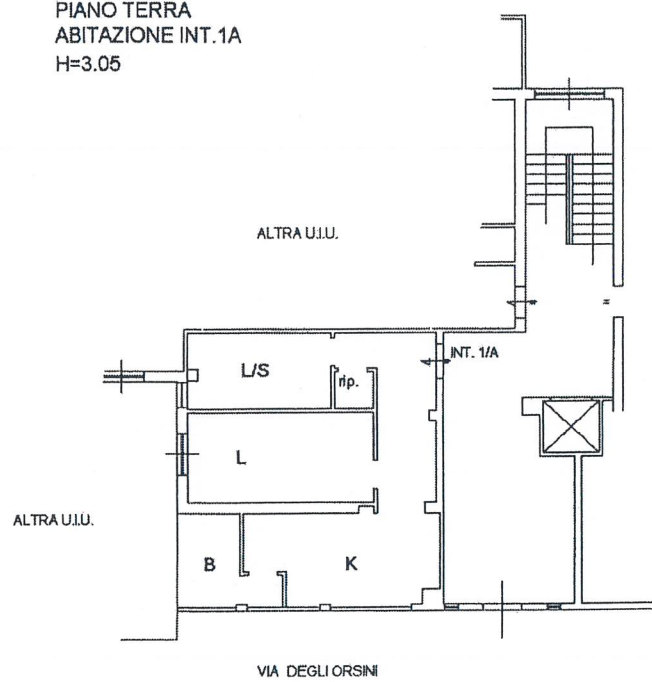 PIANO TERRA
ABITAZIONE INT.1A
H=3.05
ALTRA U.I.U.
INT. 1/A
L/S
rip.
L
ALTRA U.I.U.
B
K
VIA DEGLI ORSINI